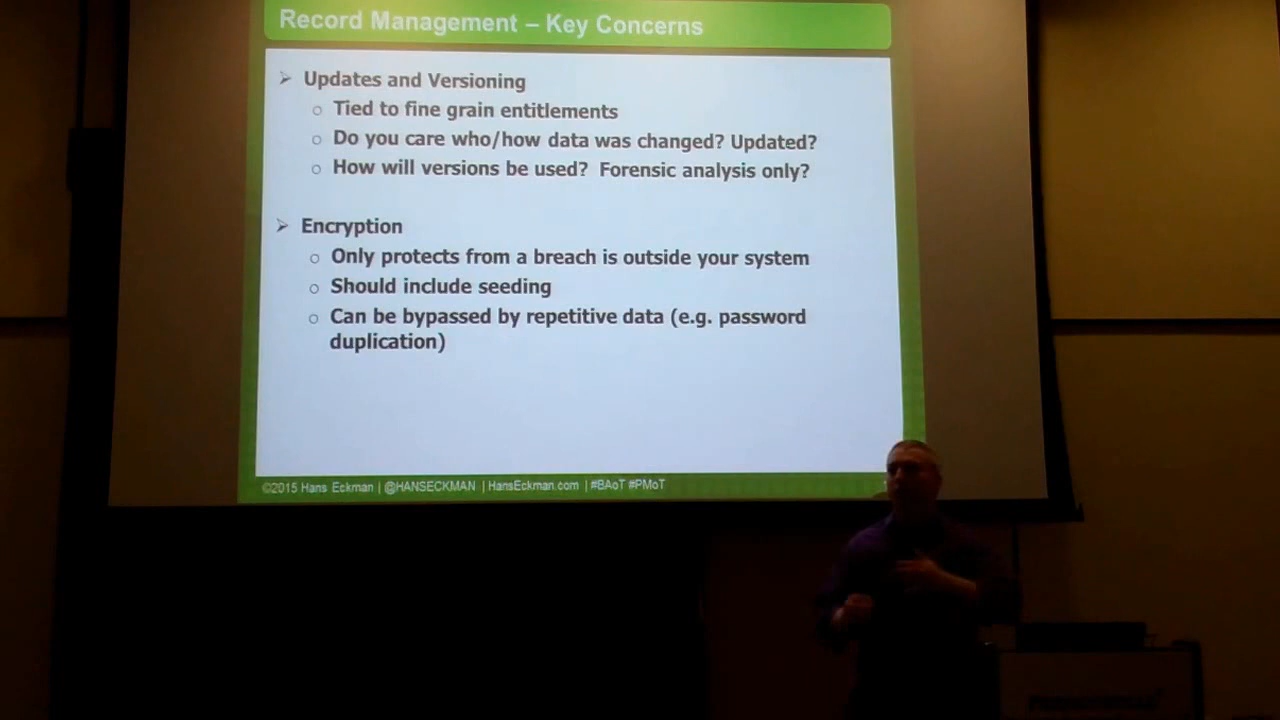 Record Management – Key Concerns
Updates and Versioning
Tied to fine grain entitlements
Do you care who/how data was changed? Updated?
How will versions be used? Forensic analysis only?
Encryption
Only protects from a breach is outside your system
Should include seeding
Can be bypassed by repetitive data (e.g. password
duplication)
©2015 Hans Eckman | @HANSECKMAN | HansEckman.com | #BAoT #PMoT